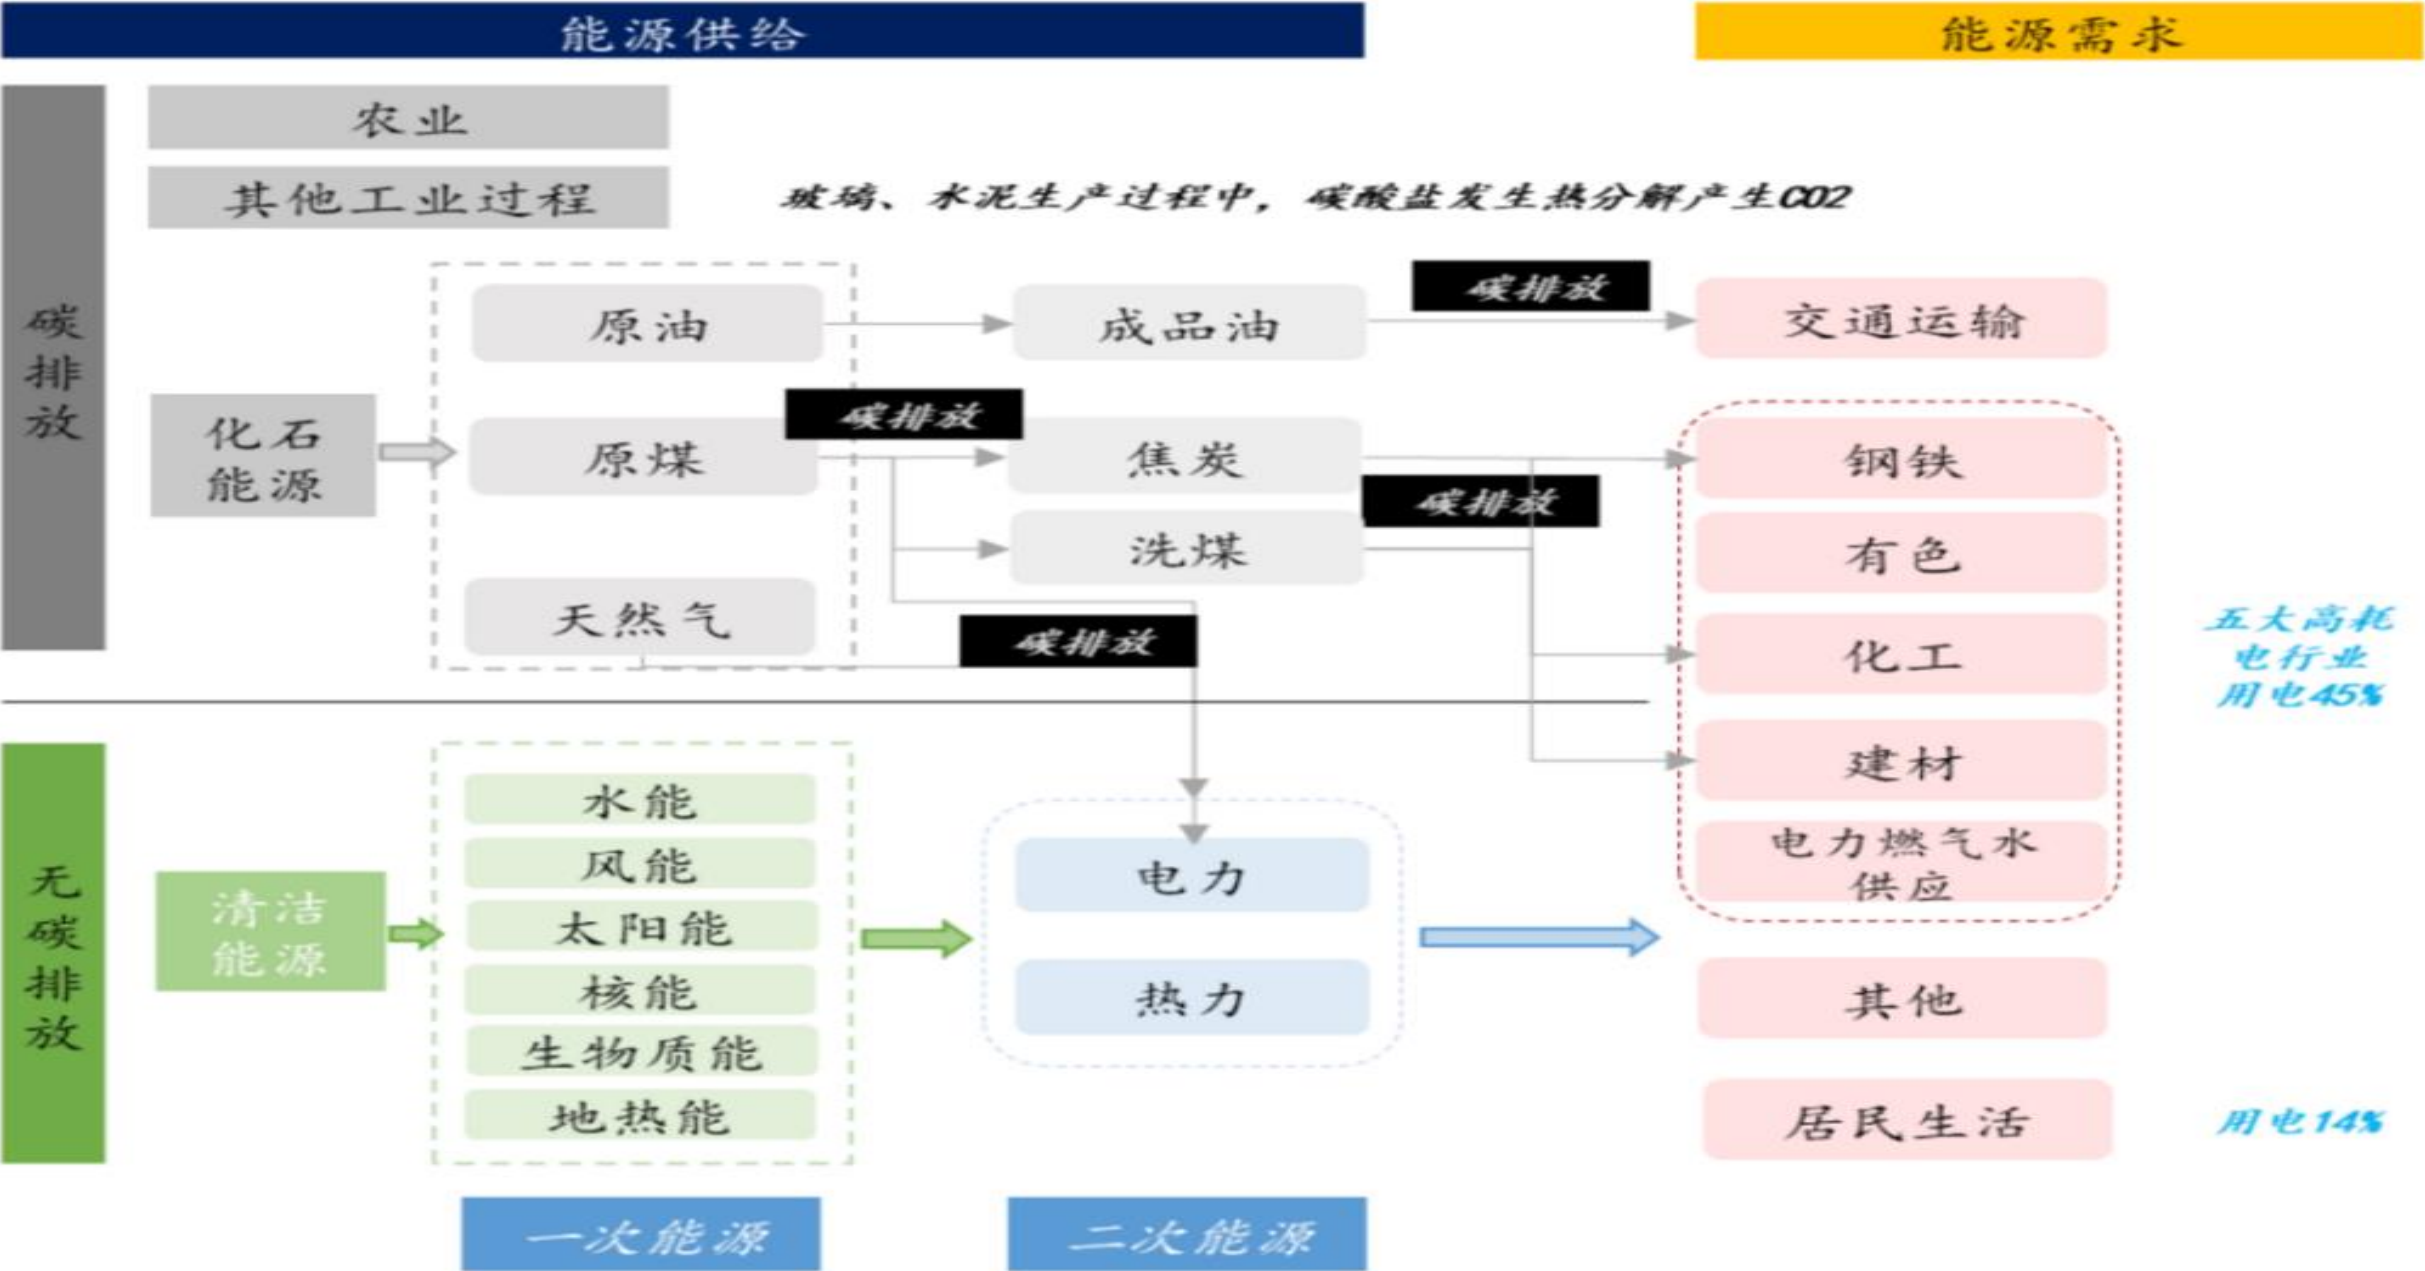 能源供给
能源需求
碳排放
农业
其他工业过程
玻璃、水泥生产过程中，碳酸盐发生热分解产生CO2
化石
能源
原油
原煤
天然气
碳排放
成品油
焦炭
洗煤
碳排放
碳排放
碳排放
交通运输
钢铁
有色
化工
建材
电力燃气水
供应
五大高耗
电行业
用电45%
无碳排放
清洁
能源
水能
风能
太阳能
核能
生物质能
地热能
电力
热力
其他
居民生活
用电14%
一次能源
二次能源